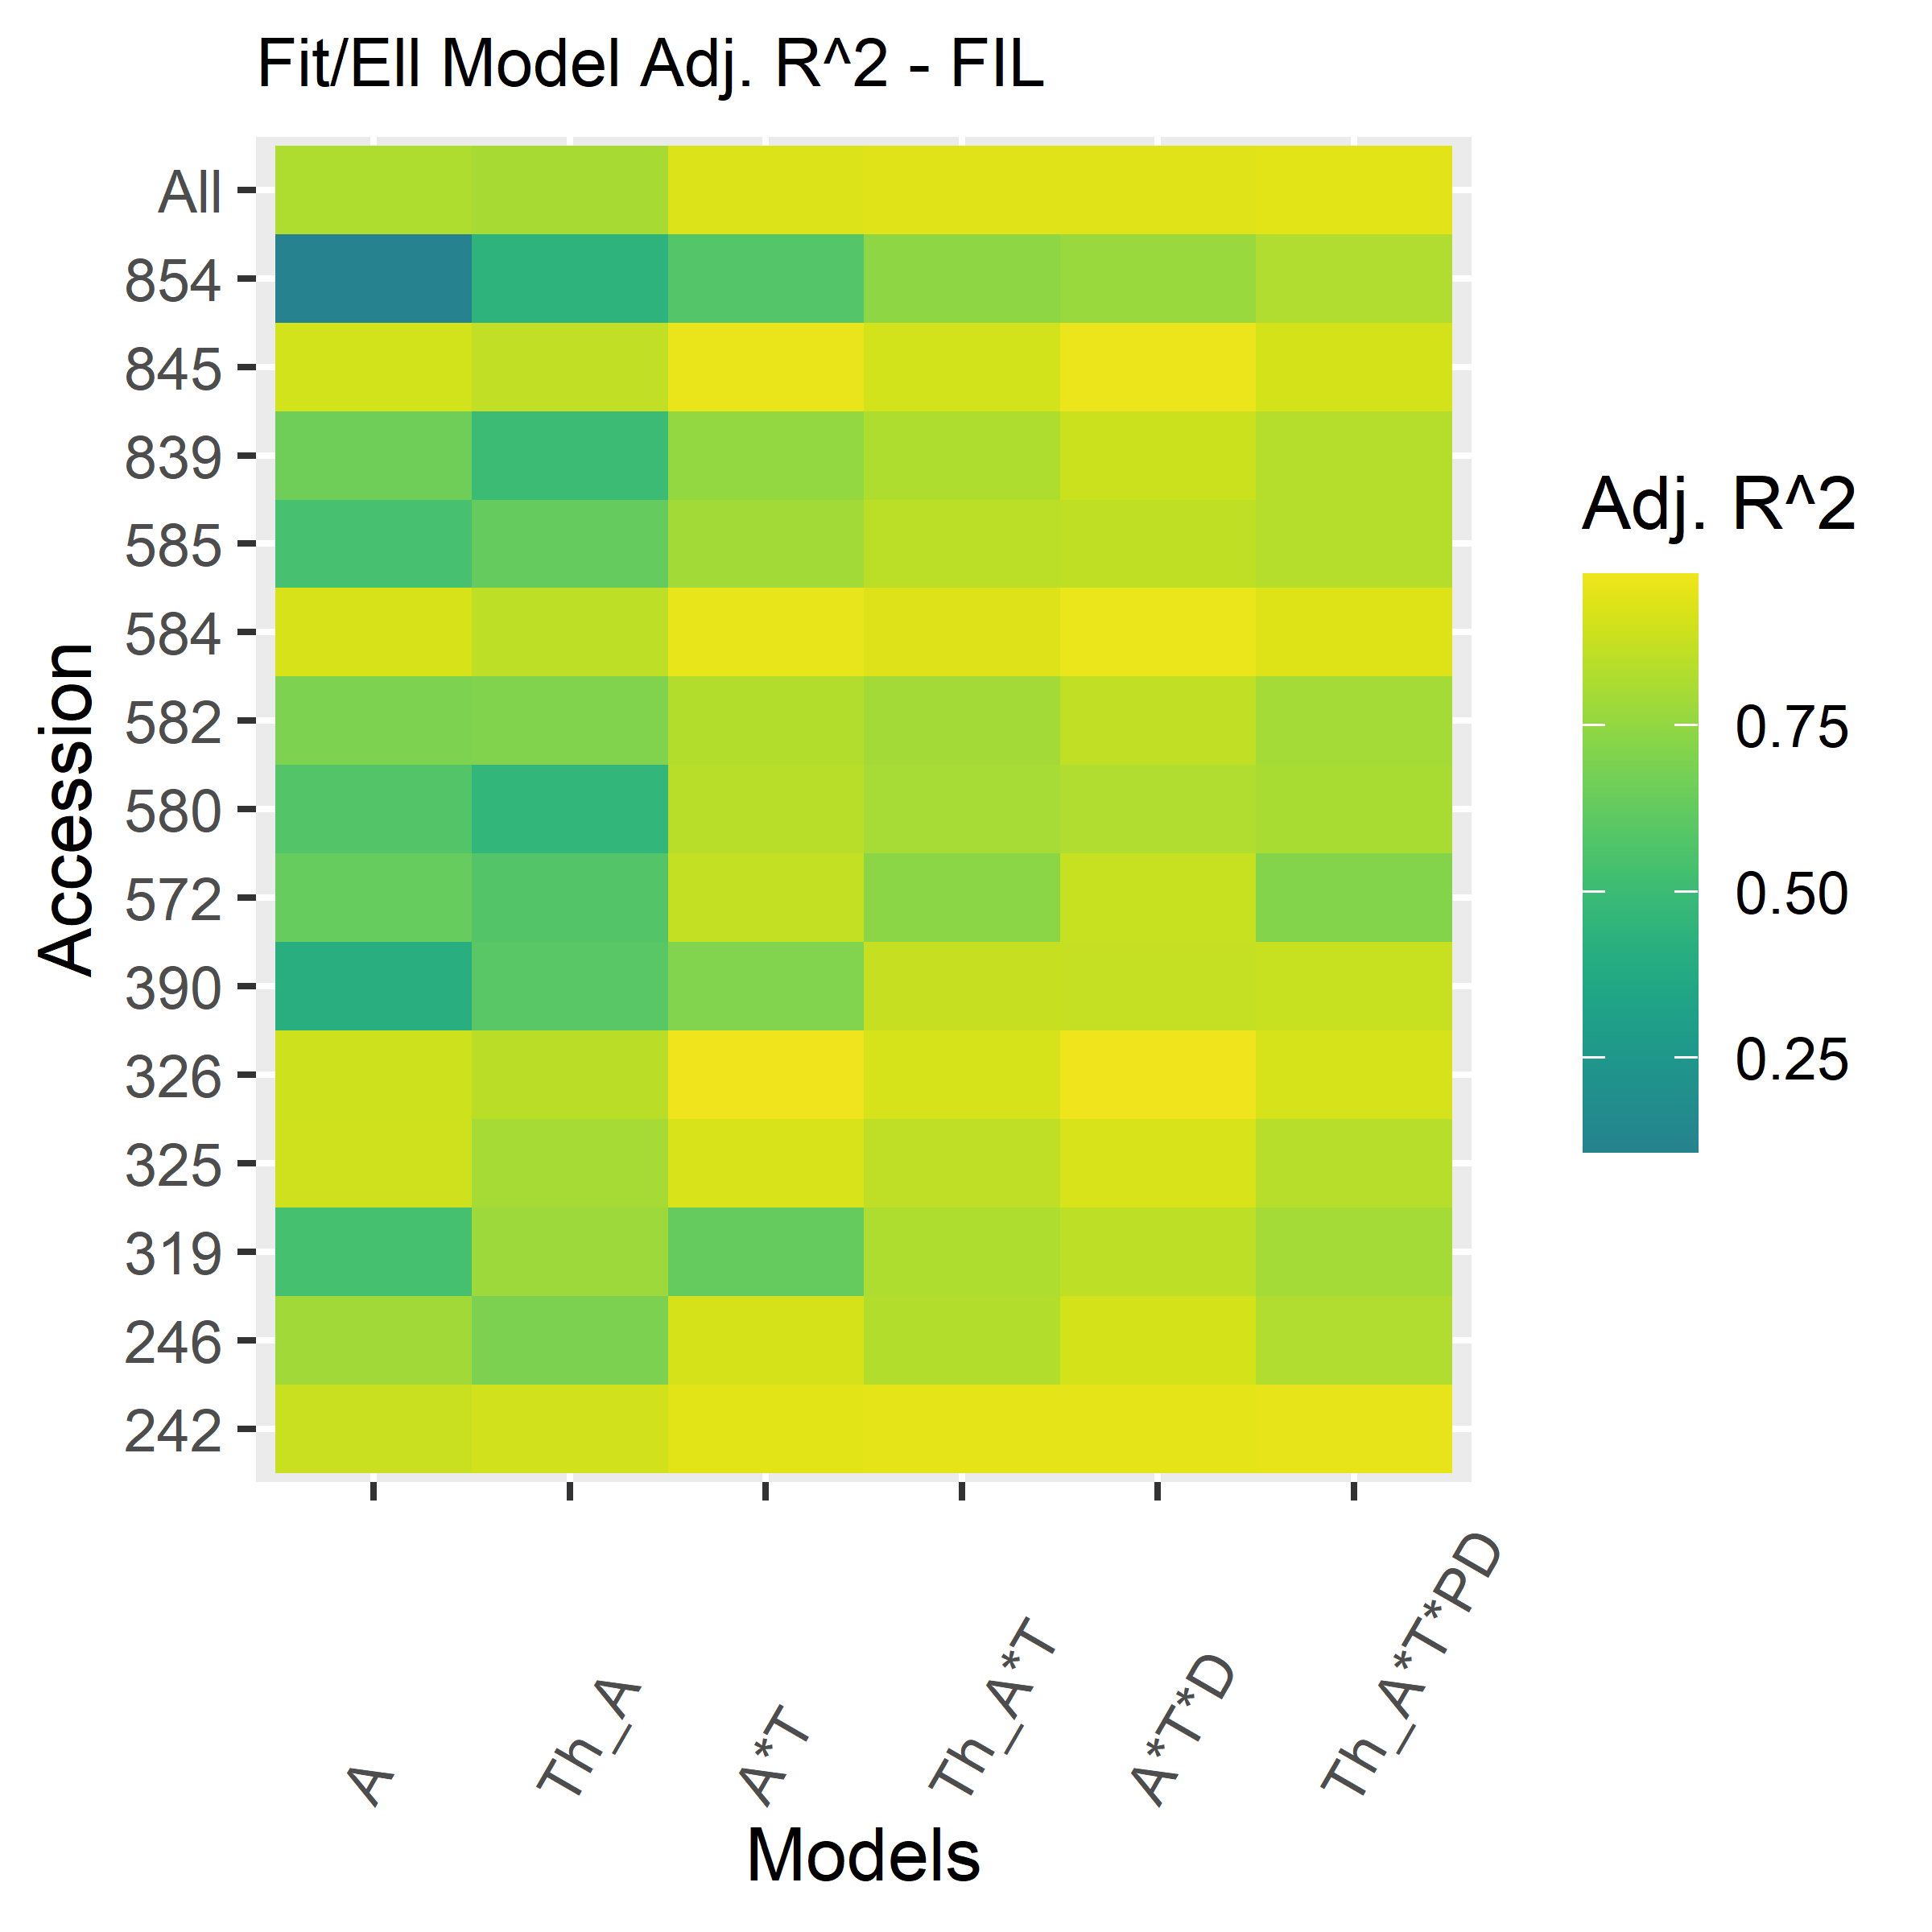 Fit/Ell Model Adj. R^2 - FIL
All
854
845
839
585
584
582
580
572
390
326
325
319
246
242
Accession
A
Th_A
A*T
Th_A*T
A*T*D
Th_A*T*PD
Models
Adj. R^2
0.75
0.50
0.25